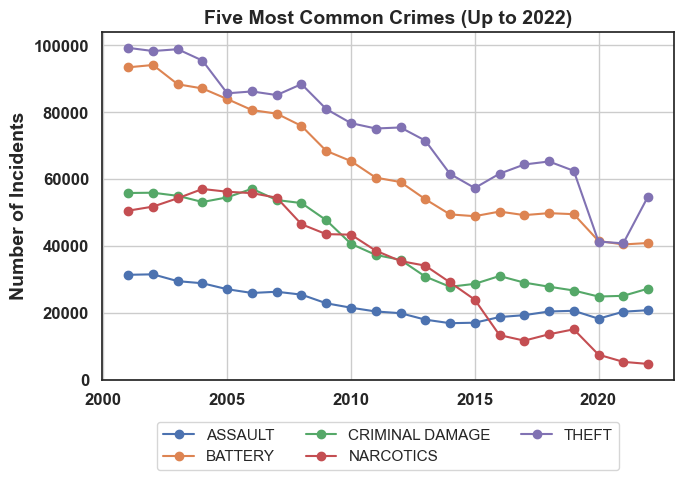 Five Most Common Crimes (Up to 2022)
Number of Incidents
100000
80000
60000
40000
20000
0
2000 2005 2010 2015 2020
ASSAULT CRIMINAL DAMAGE THEFT
BATTERY NARCOTICS